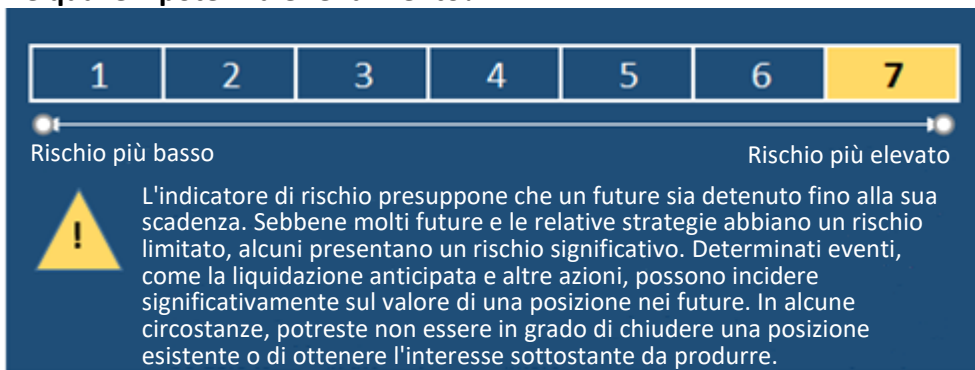 1 2 3 4 5 6 7
Rischio più basso Rischio più elevato
!
L'indicatore di rischio presuppone che un future sia detenuto fino alla sua
scadenza. Sebbene molti future e le relative strategie abbiano un rischio
limitato, alcuni presentano un rischio significativo. Determinati eventi,
come la liquidazione anticipata e altre azioni, possono incidere
significativamente sul valore di una posizione nei future. In alcune
circostanze, potreste non essere in grado di chiudere una posizione
esistente o di ottenere l'interesse sottostante da produrre.